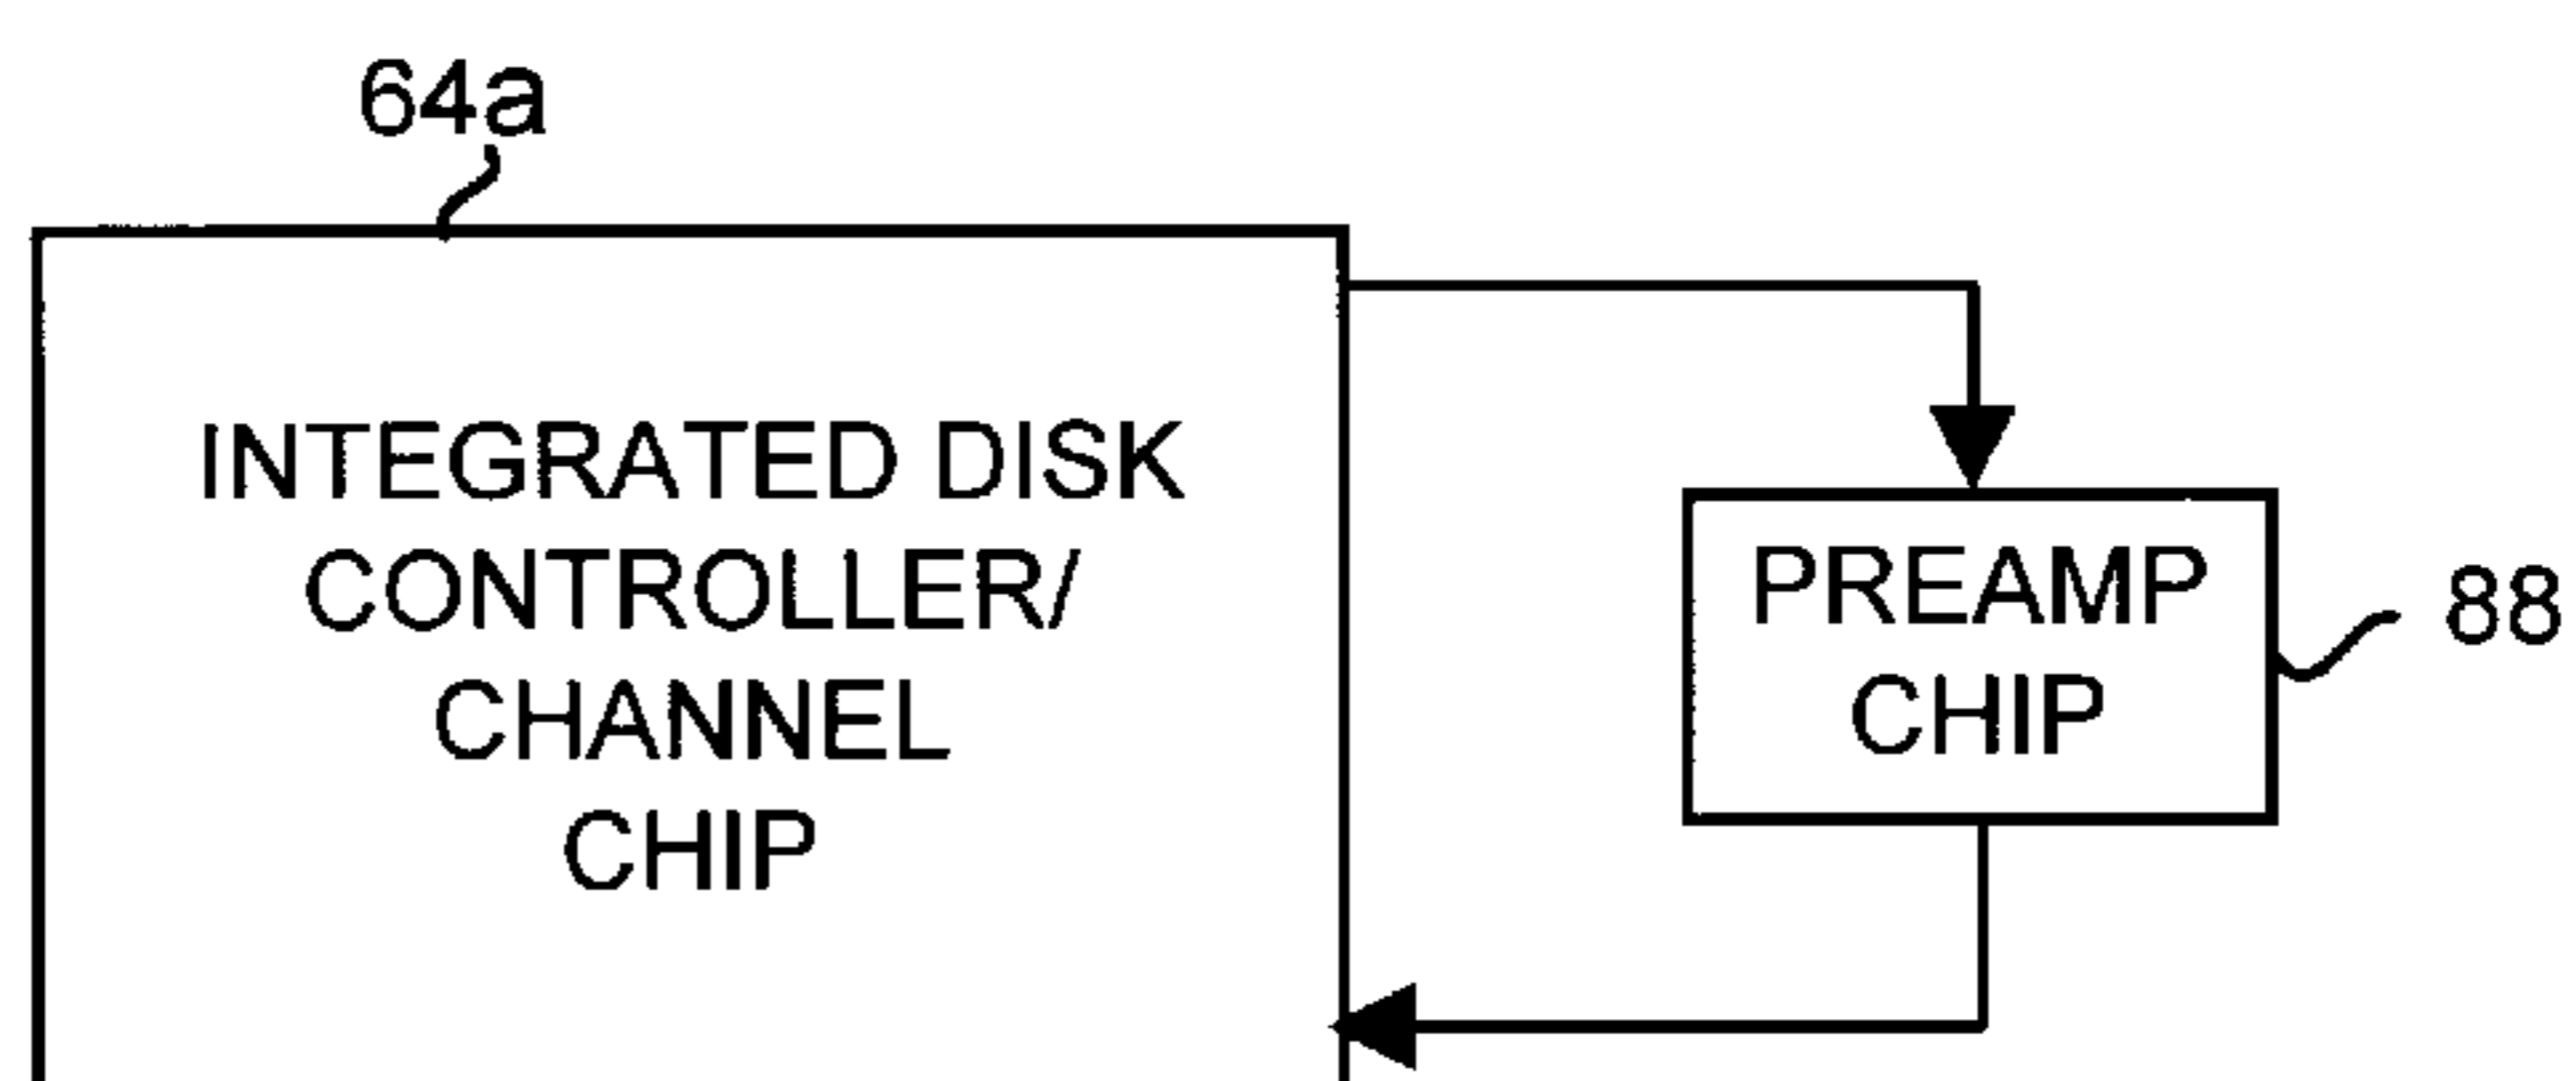 64a
INTEGRATED DISK
CONTROLLER/
CHANNEL
CHIP
PREAMP
CHIP
88